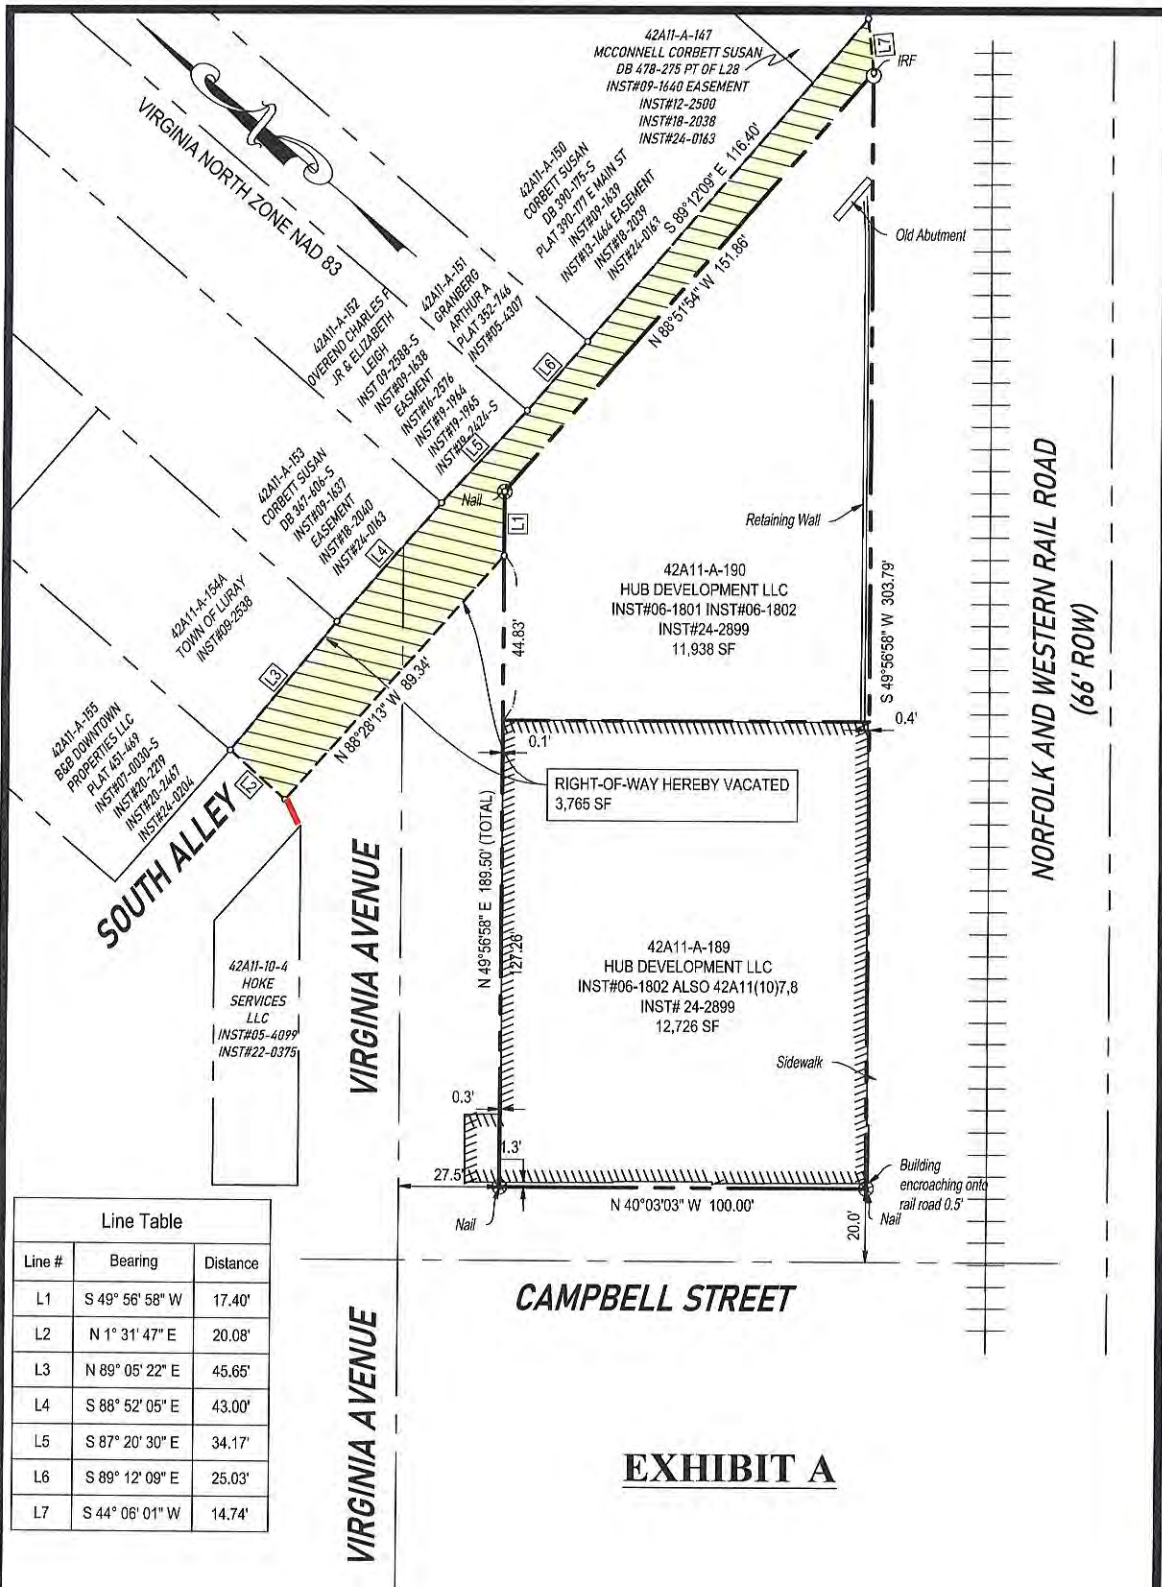 42A11-A-147
MCCONNELL CORBETT SUSAN
DB 478-275 PT OF L28
INST#09-1640 EASEMENT
INST#12-2500
INST#18-2038
INST#24-0163
L7
IRF
VIRGINIA NORTH ZONE NAD 83
42A11-A-150
CORBETT SUSAN
DB 390-175-S
PLAT 390-177 E MAIN ST
INST#09-1639
INST#13-1464 EASEMENT
INST#18-2039
INST#24-0163
S 89°12'09" E 116.40'
N 88°51'54" W 151.86'
Old Abutment
42A11-A-151
GRANBERG
ARTHUR A
PLAT 352-746
INST#05-4307
42A11-A-152
OVEREND CHARLES F
JR & ELIZABETH
LEIGH
INST 09-2588-S
INST#09-1638
EASMENT
INST#16-2576
INST#19-1964
INST#19-1965
INST#19-2424-S
L6
L5
Nail
L1
42A11-A-153
CORBETT SUSAN
DB 367-606-S
INST#09-1637
EASEMENT
INST#18-2040
INST#24-0163
L4
42A11-A-154A
TOWN OF LURAY
INST#09-2538
L3
42A11-A-155
B&B DOWNTOWN
PROPERTIES LLC
PLAT 451-469
INST#07-0030-S
INST#20-2219
INST#20-2467
INST#24-0204
L2
SOUTH ALLEY
N 88°28'13" W 89.34'
44.83'
Retaining Wall
42A11-A-190
HUB DEVELOPMENT LLC
INST#06-1801 INST#06-1802
INST#24-2899
11,938 SF
S 49°56'58" W 303.79'
NORFOLK AND WESTERN RAIL ROAD
(66' ROW)
0.4'
0.1'
RIGHT-OF-WAY HEREBY VACATED
3,765 SF
N 49°56'58" E 189.50' (TOTAL)
127.26'
VIRGINIA AVENUE
42A11-10-4
HOKE
SERVICES
LLC
INST#05-4099
INST#22-0375
42A11-A-189
HUB DEVELOPMENT LLC
INST#06-1802 ALSO 42A11(10)7,8
INST# 24-2899
12,726 SF
Sidewalk
0.3'
1.3'
27.5'
Nail
N 40°03'03" W 100.00'
Building
encroaching onto
rail road 0.5'
Nail
20.0'
CAMPBELL STREET
VIRGINIA AVENUE
Line Table
Line # Bearing Distance
L1 S 49° 56' 58" W 17.40'
L2 N 1° 31' 47" E 20.08'
L3 N 89° 05' 22" E 45.65'
L4 S 88° 52' 05" E 43.00'
L5 S 87° 20' 30" E 34.17'
L6 S 89° 12' 09" E 25.03'
L7 S 44° 06' 01" W 14.74'
EXHIBIT A